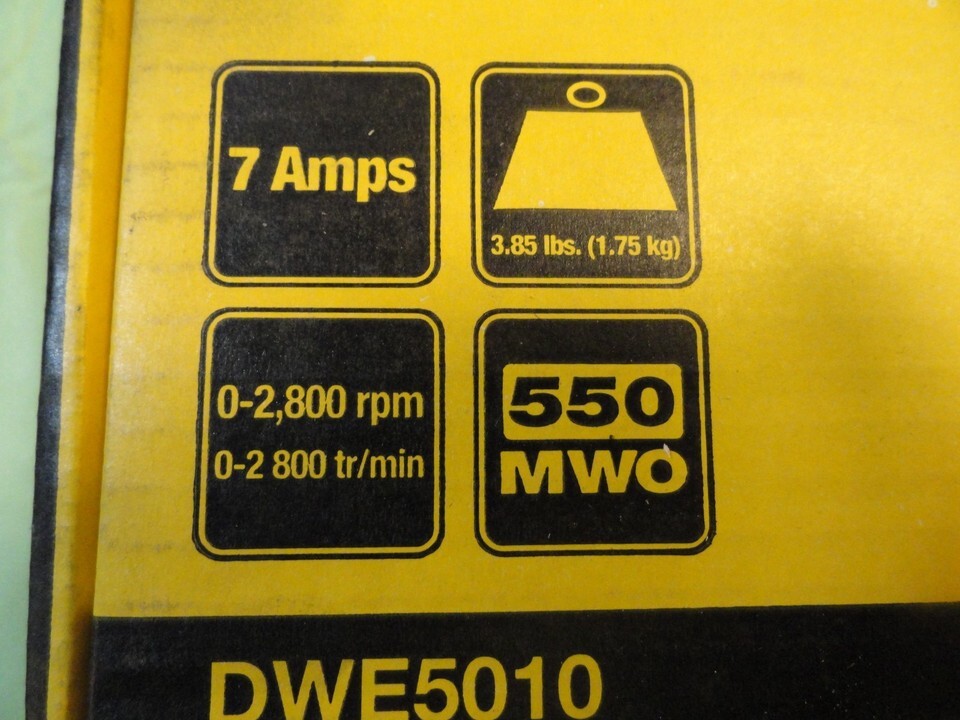 7 Amps
3.85 lbs. (1.75 kg)
0-2,800 rpm
0-2 800 tr/min
550
MWO
DWE5010